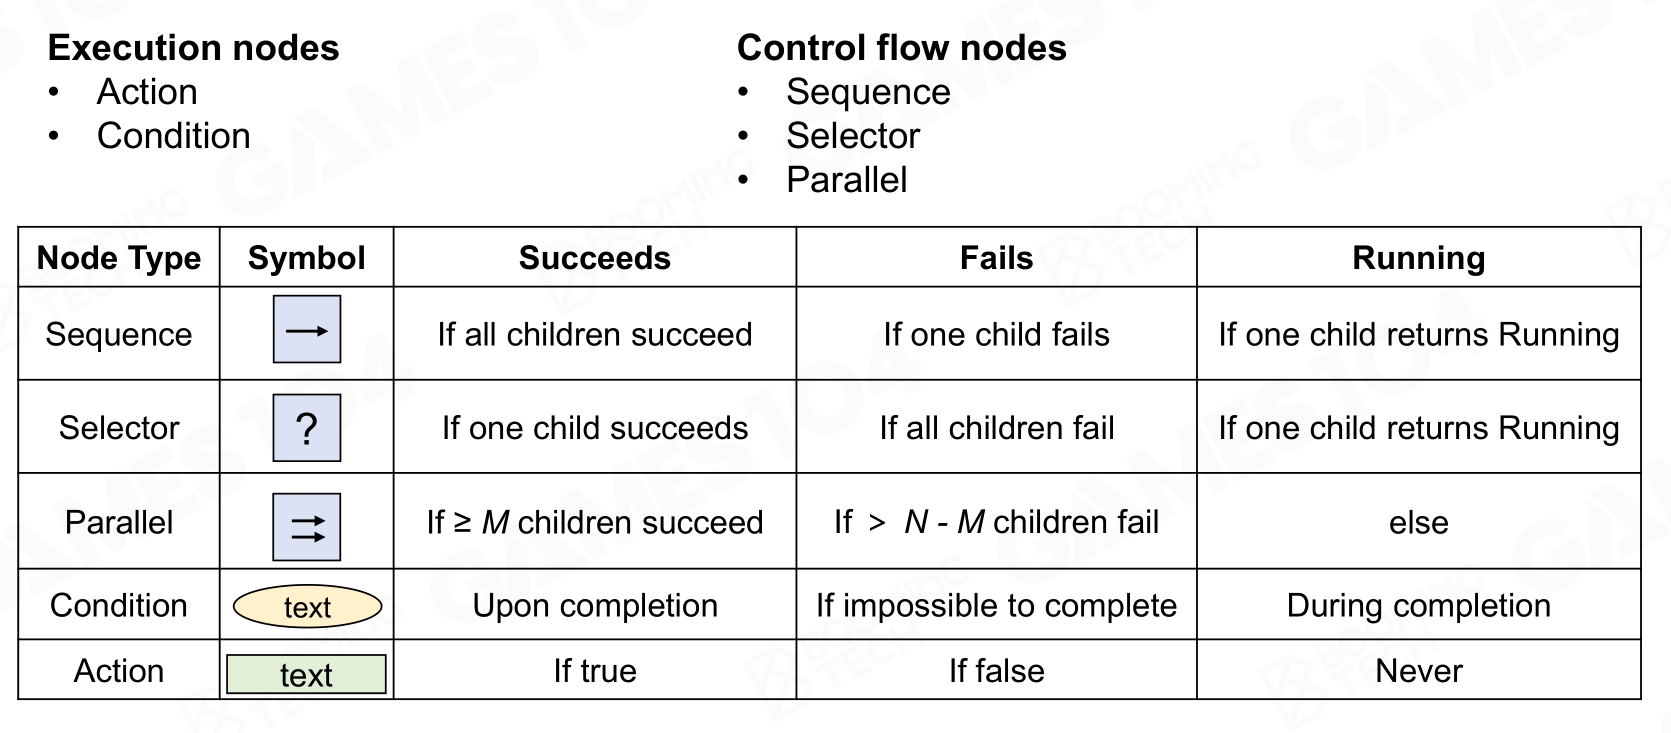 Execution nodes
• Action
• Condition
Control flow nodes
• Sequence
• Selector
• Parallel
Node Type Symbol Succeeds Fails Running
Sequence → If all children succeed If one child fails If one child returns Running
Selector ? If one child succeeds If all children fail If one child returns Running
Parallel ⇉ If ≥ M children succeed If > N - M children fail else
Condition text Upon completion If impossible to complete During completion
Action text If true If false Never
GAMES 104
BOOMING TECH